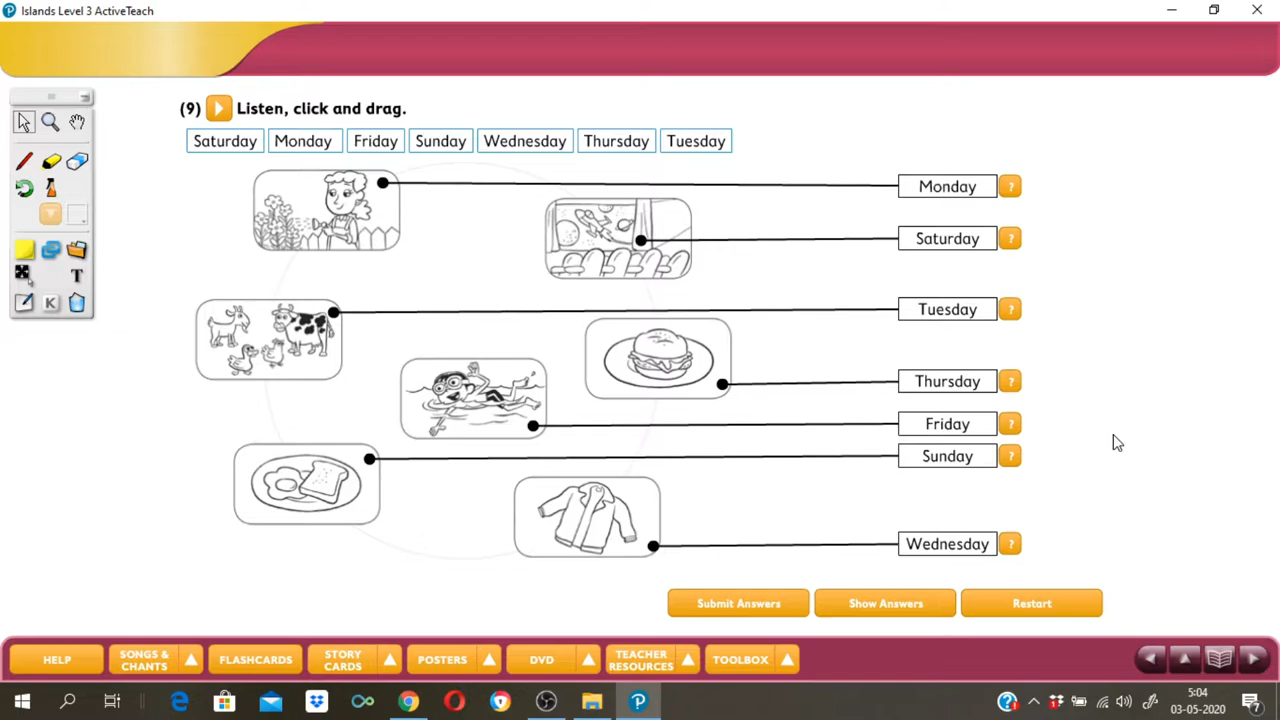 Islands Level 3 ActiveTeach
(9) Listen, click and drag.
Saturday Monday Friday Sunday Wednesday Thursday Tuesday
Monday ?
Saturday ?
Tuesday ?
Thursday ?
Friday ?
Sunday ?
Wednesday ?
T
K
Submit Answers Show Answers Restart
HELP
SONGS &
CHANTS
FLASHCARDS
STORY
CARDS
POSTERS
DVD
TEACHER
RESOURCES
TOOLBOX
5:04
03-05-2020
7